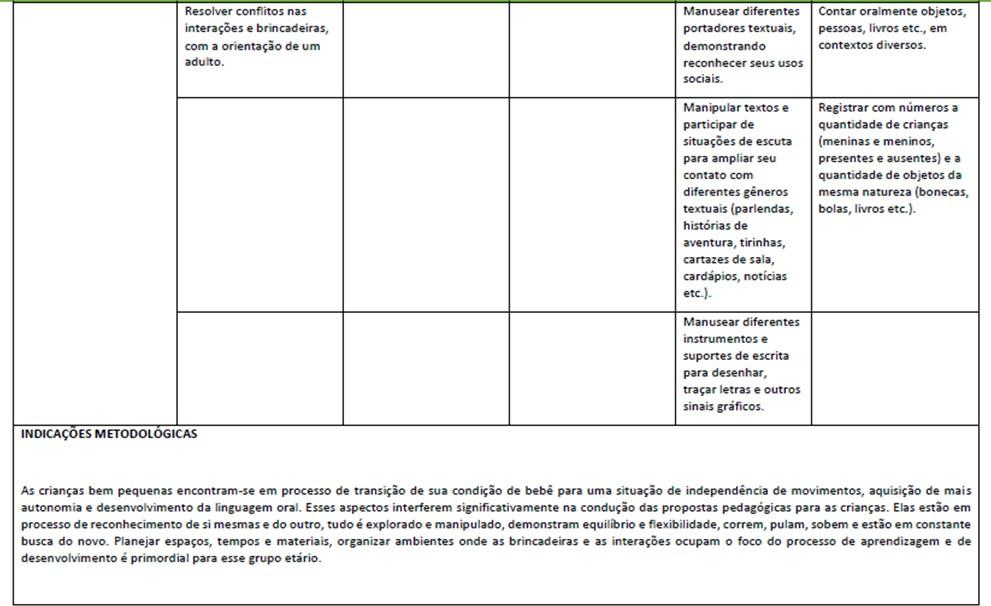 Resolver conflitos nas
interações e brincadeiras,
com a orientação de um
adulto.
Manusear diferentes
portadores textuais,
demonstrando
reconhecer seus usos
sociais.
Contar oralmente objetos,
pessoas, livros etc., em
contextos diversos.
Manipular textos e
participar de
situações de escuta
para ampliar seu
contato com
diferentes gêneros
textuais (parlendas,
histórias de
aventura, tirinhas,
cartazes de sala,
cardápios, notícias
etc.).
Registrar com números a
quantidade de crianças
(meninas e meninos,
presentes e ausentes) e a
quantidade de objetos da
mesma natureza (bonecas,
bolas, livros etc.).
Manusear diferentes
instrumentos e
suportes de escrita
para desenhar,
traçar letras e outros
sinais gráficos.
INDICAÇÕES METODOLÓGICAS
As crianças bem pequenas encontram-se em processo de transição de sua condição de bebê para uma situação de independência de movimentos, aquisição de mais
autonomia e desenvolvimento da linguagem oral. Esses aspectos interferem significativamente na condução das propostas pedagógicas para as crianças. Elas estão em
processo de reconhecimento de si mesmas e do outro, tudo é explorado e manipulado, demonstram equilíbrio e flexibilidade, correm, pulam, sobem e estão em constante
busca do novo. Planejar espaços, tempos e materiais, organizar ambientes onde as brincadeiras e as interações ocupam o foco do processo de aprendizagem e de
desenvolvimento é primordial para esse grupo etário.